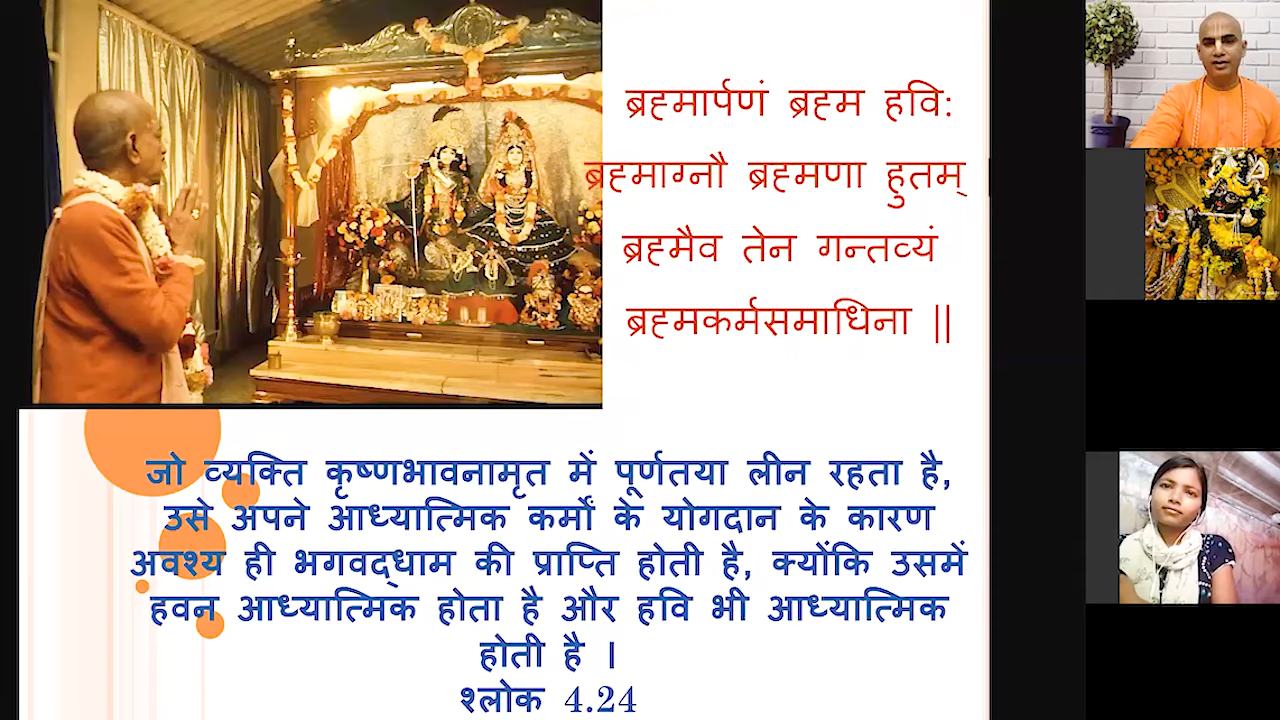 ब्रह्मार्पणं ब्रह्म हवि:
ब्रह्माग्नौ ब्रह्मणा हुतम्
ब्रह्मैव तेन गन्तव्यं
ब्रह्मकर्मसमाधिना ||
जो व्यक्ति कृष्णभावनामृत में पूर्णतया लीन रहता है,
उसे अपने आध्यात्मिक कर्मों के योगदान के कारण
अवश्य ही भगवद्धाम की प्राप्ति होती है, क्योंकि उसमें
हवन आध्यात्मिक होता है और हवि भी आध्यात्मिक
होती है ।
श्लोक 4.24